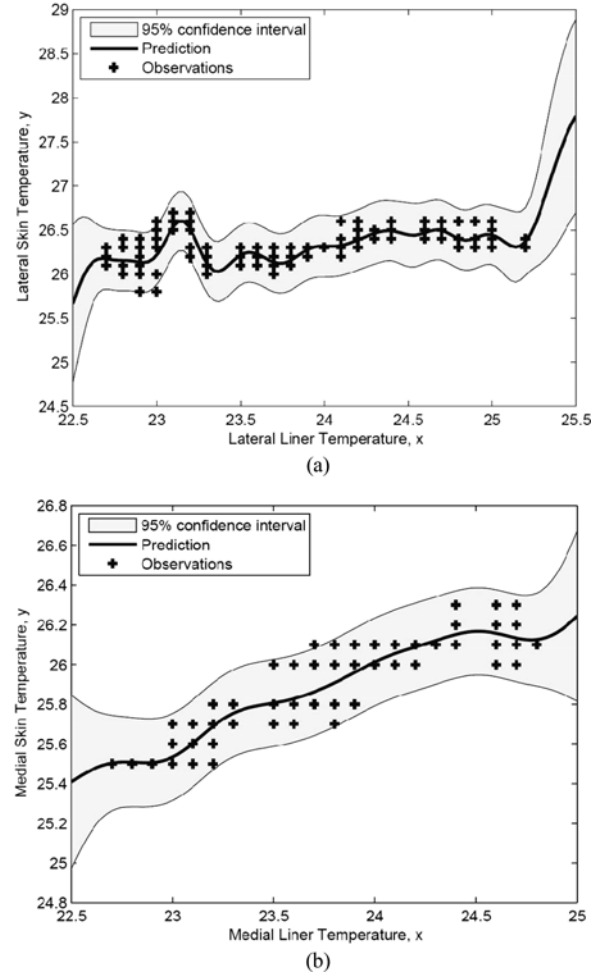 29
28.5
28
27.5
27
26.5
26
25.5
25
24.5
Lateral Skin Temperature, y
95% confidence interval
Prediction
Observations
22.5 23 23.5 24 24.5 25 25.5
Lateral Liner Temperature, x
(a)
26.8
26.6
26.4
26.2
26
25.8
25.6
25.4
25.2
25
24.8
Medial Skin Temperature, y
95% confidence interval
Prediction
Observations
22.5 23 23.5 24 24.5 25
Medial Liner Temperature, x
(b)